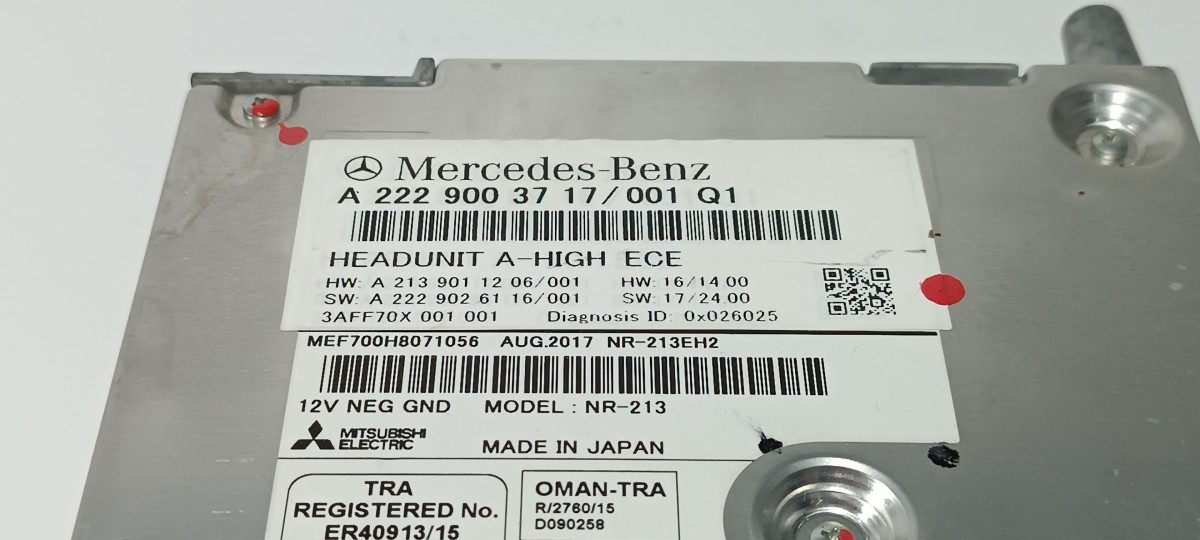 Mercedes-Benz
A 222 900 37 17/001 Q1
HEADUNIT A-HIGH ECE
HW: A 213 901 12 06/001 HW: 16/14.00
SW: A 222 902 61 16/001 SW: 17/24.00
3AFF70X 001 001 Diagnosis ID: 0x026025
MEF700H8071056 AUG.2017 NR-213EH2
12V NEG GND MODEL : NR-213
MITSUBISHI
ELECTRIC
MADE IN JAPAN
TRA
REGISTERED No.
ER40913/15
OMAN-TRA
R/2760/15
D090258